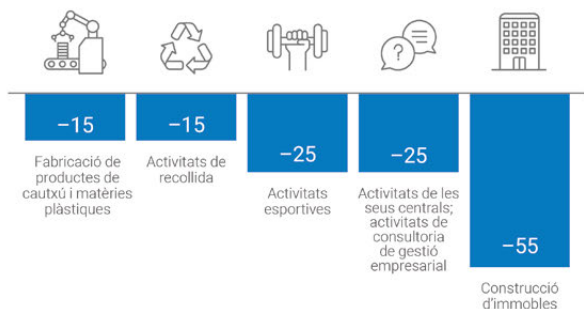 ?
−15
Fabricació de
productes de
cautxú i matèries
plàstiques
−15
Activitats de
recollida
−25
Activitats
esportives
−25
Activitats de les
seus centrals;
activitats de
consultoria
de gestió
empresarial
−55
Construcció
d'immobles